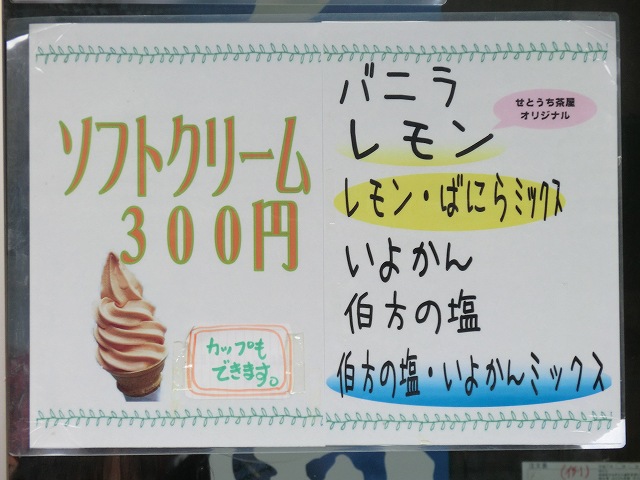 ソフトクリーム
300円
カップも
できます。
バニラ
せとうち茶屋
オリジナル
レモン
レモン・ばにらミックス
いよかん
伯方の塩
伯方の塩・いよかんミックス